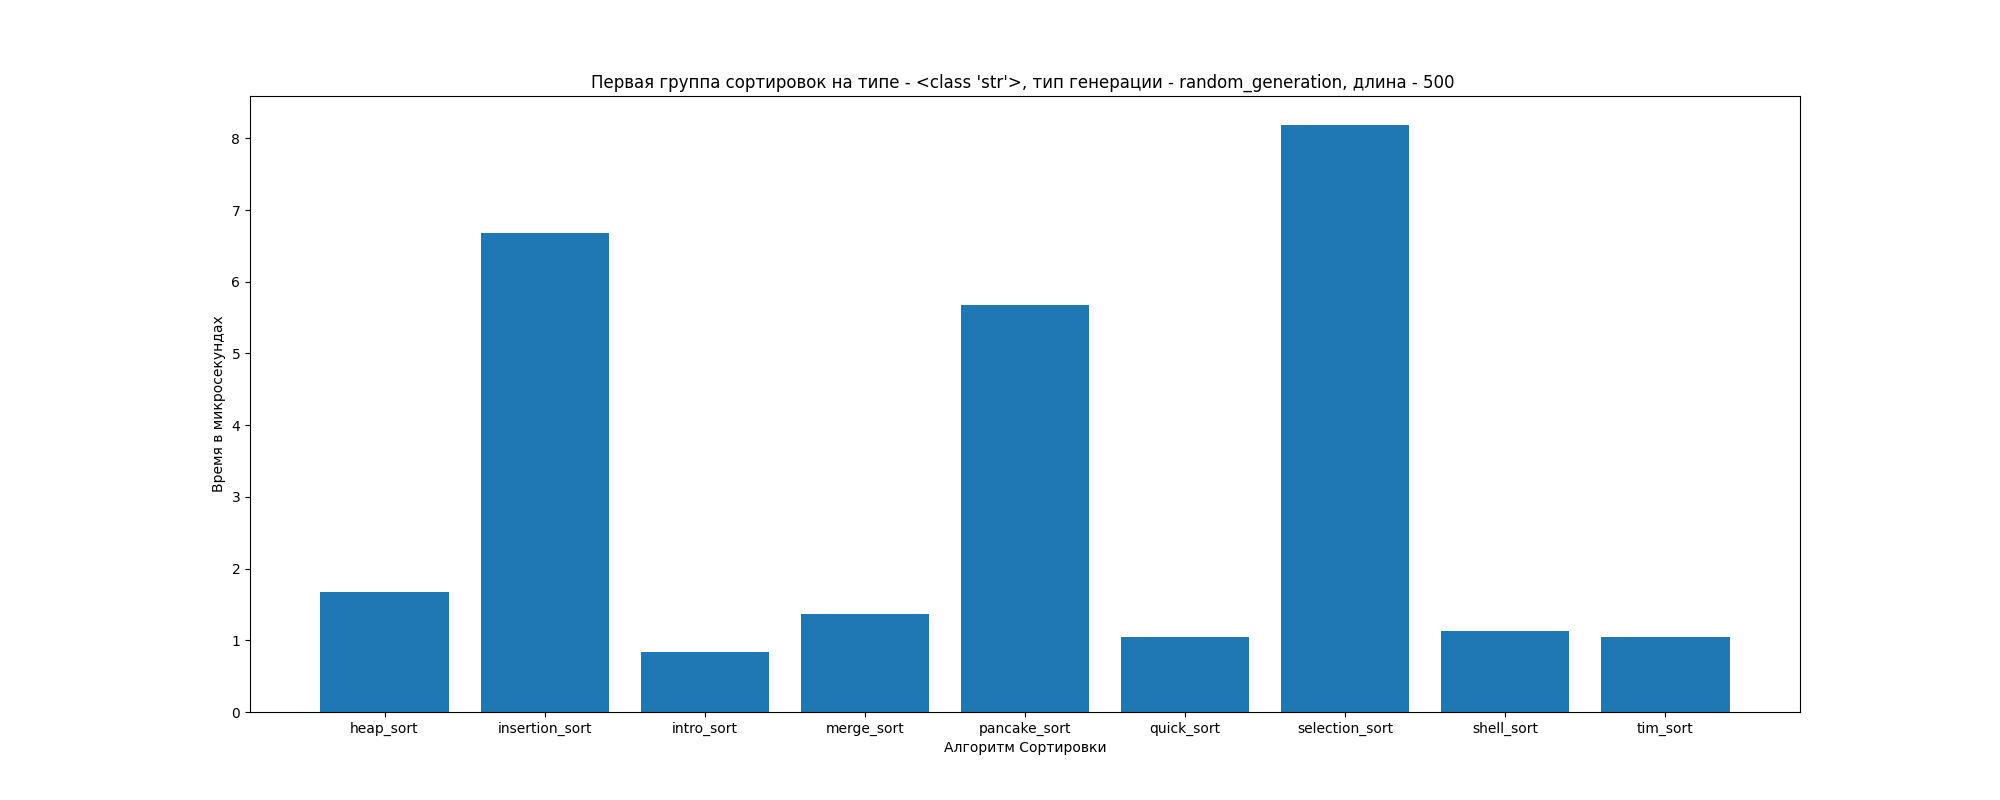 Первая группа сортировок на типе - <class 'str'>, тип генерации - random_generation, длина - 500
Время в микросекундах
8
7
6
5
4
3
2
1
0
heap_sort insertion_sort intro_sort merge_sort pancake_sort quick_sort selection_sort shell_sort tim_sort
Алгоритм Сортировки